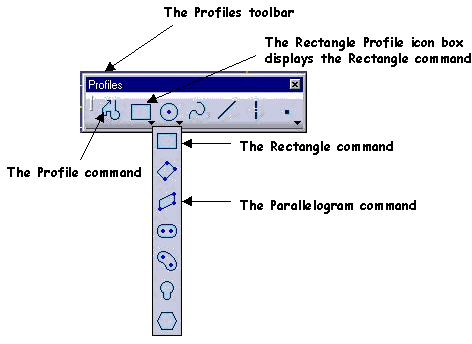 The Profiles toolbar
The Rectangle Profile icon box
displays the Rectangle command
Profiles
The Profile command
The Rectangle command
The Parallelogram command